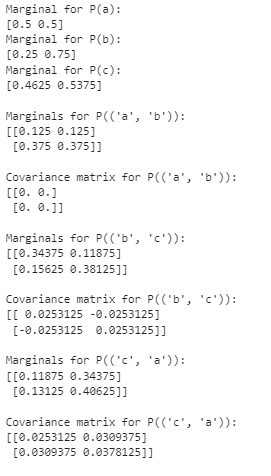 Marginal for P(a):
[0.5 0.5]
Marginal for P(b):
[0.25 0.75]
Marginal for P(c):
[0.4625 0.5375]
Marginals for P(('a', 'b')):
[[0.125 0.125]
[0.375 0.375]]
Covariance matrix for P(('a', 'b')):
[[0. 0.]
[0. 0.]]
Marginals for P(('b', 'c')):
[[0.34375 0.11875]
[0.15625 0.38125]]
Covariance matrix for P(('b', 'c')):
[[ 0.0253125 -0.0253125]
[-0.0253125  0.0253125]]
Marginals for P(('c', 'a')):
[[0.11875 0.34375]
[0.13125 0.40625]]
Covariance matrix for P(('c', 'a')):
[[0.0253125 0.0309375]
[0.0309375 0.0378125]]